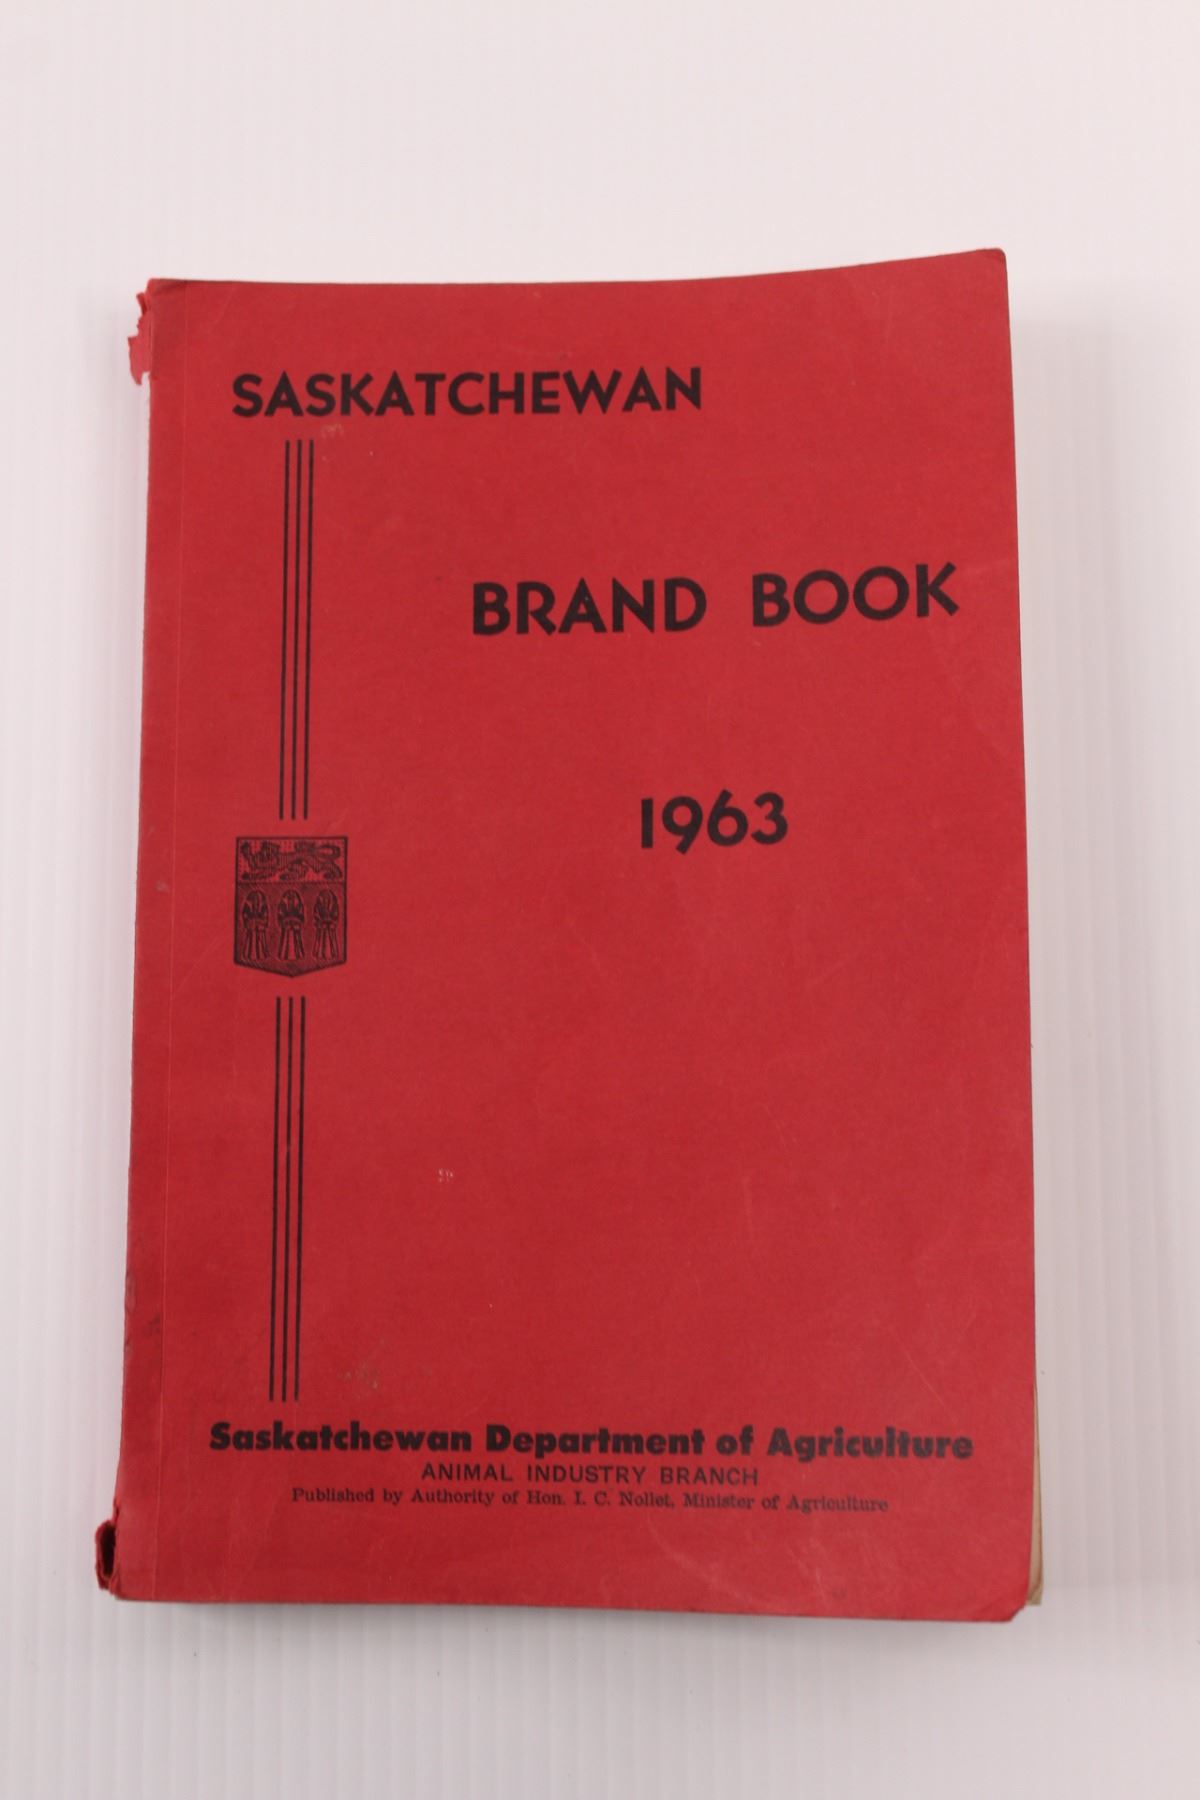 SASKATCHEWAN
BRAND BOOK
1963
Saskatchewan Department of Agriculture
ANIMAL INDUSTRY BRANCH
Published by Authority of Hon. I. C. Nollet, Minister of Agriculture